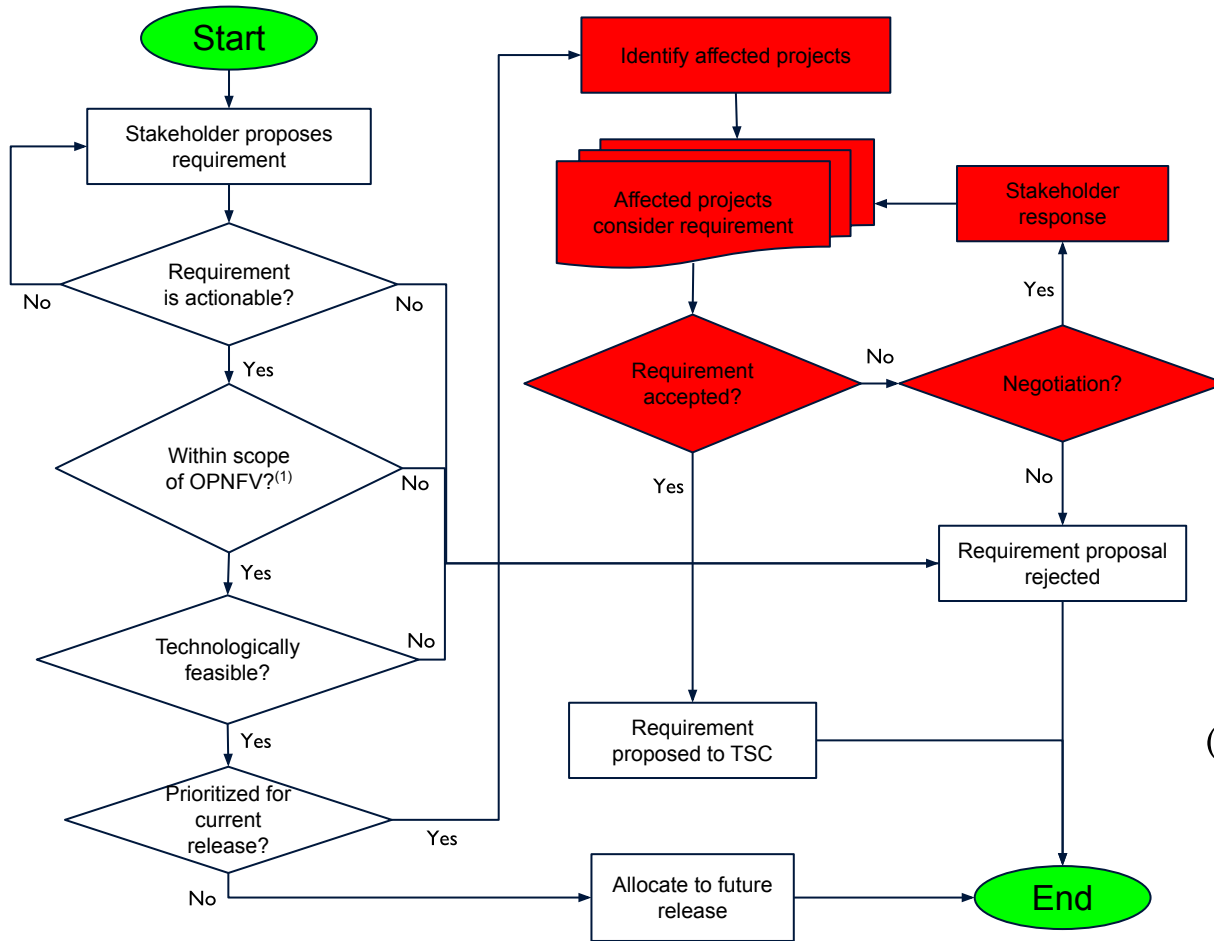 Start
Stakeholder proposes
requirement
Requirement
is actionable?
No
No
Yes
Within scope
of OPNFV?(1)
No
Yes
Technologically
feasible?
No
Yes
Prioritized for
current
release?
Yes
No
Identify affected projects
Affected projects
consider requirement
Stakeholder
response
Yes
Requirement
accepted?
No
Negotiation?
Yes
No
Requirement proposal
rejected
Requirement
proposed to TSC
(
Allocate to future
release
End